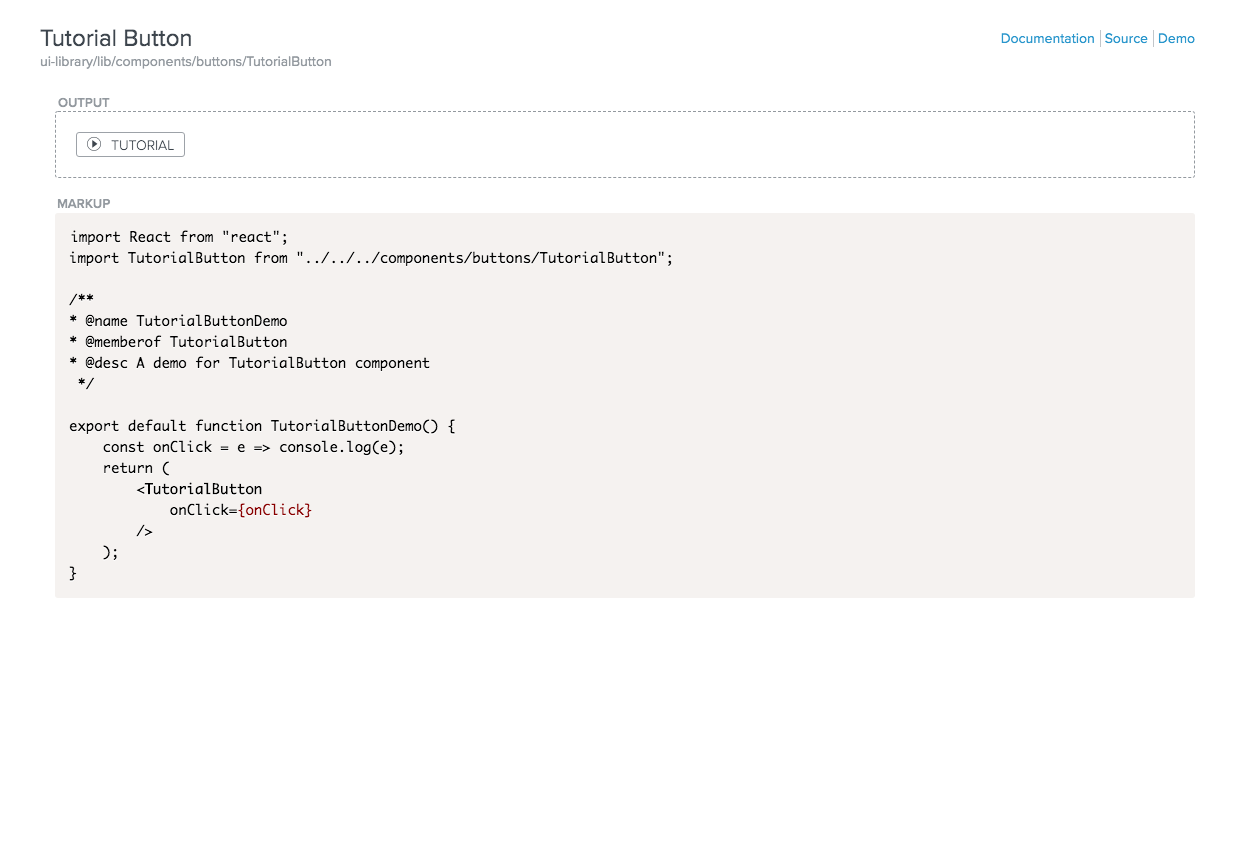 Tutorial Button
Documentation Source Demo
ui-library/lib/components/buttons/TutorialButton
OUTPUT
TUTORIAL
MARKUP
import React from "react";
import TutorialButton from "../../../components/buttons/TutorialButton";
/**
* @name TutorialButtonDemo
* @memberof TutorialButton
* @desc A demo for TutorialButton component
*/
export default function TutorialButtonDemo() {
const onClick = e => console.log(e);
return (
<TutorialButton
onClick={onClick}
/>
);
}